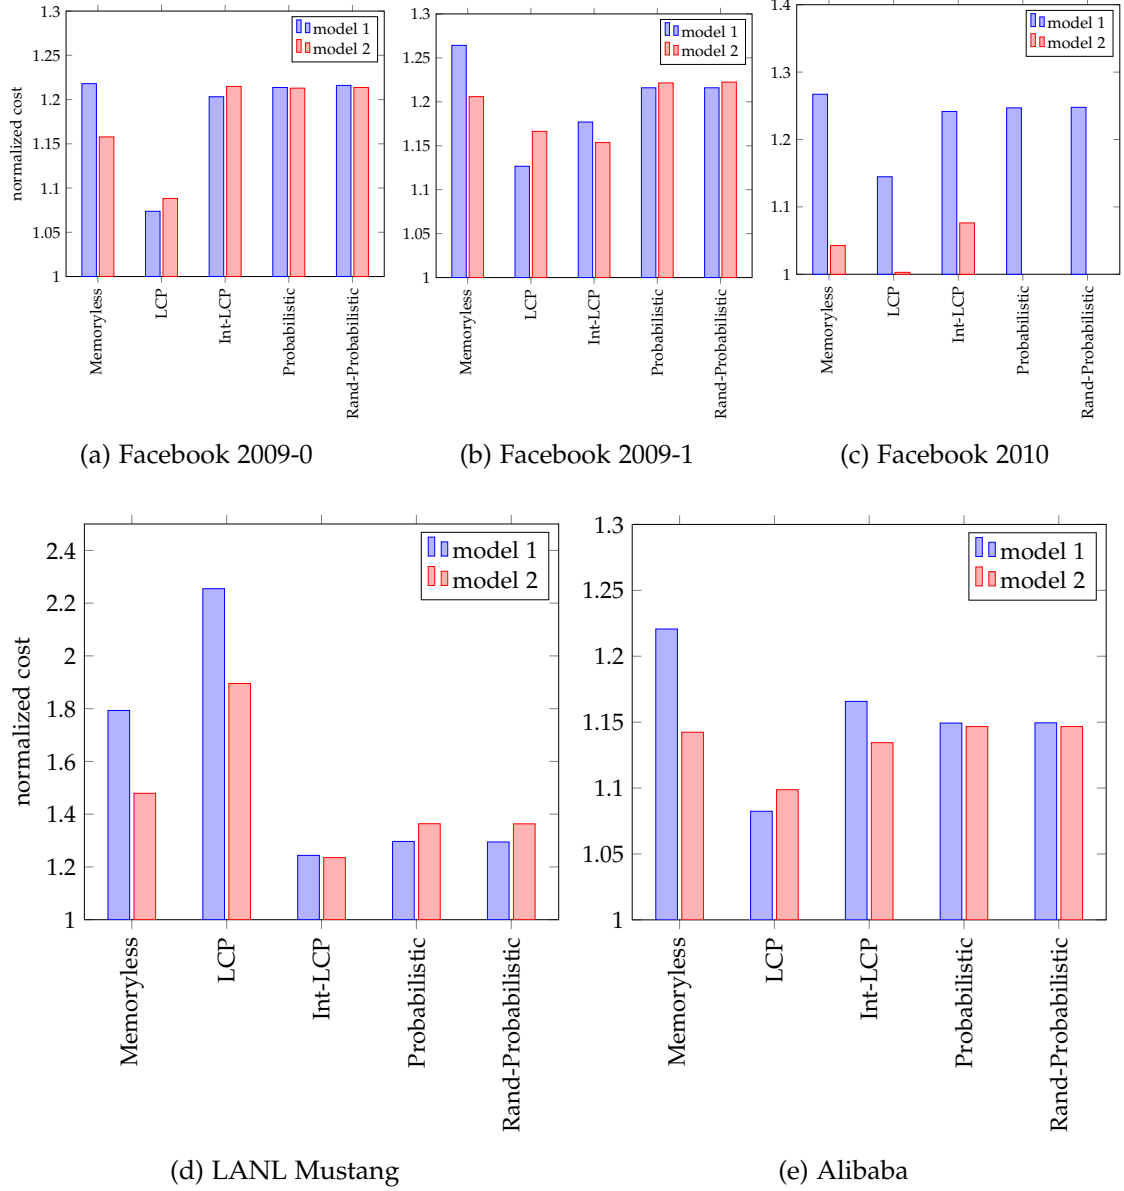 1.3
1.25
1.2
1.15
1.1
1.05
1
normalized cost
model 1
model 2
Memoryless
LCP
Int-LCP
Probabilistic
Rand-Probabilistic
(a) Facebook 2009-0
1.3
1.25
1.2
1.15
1.1
1.05
1
model 1
model 2
Memoryless
LCP
Int-LCP
Probabilistic
Rand-Probabilistic
(b) Facebook 2009-1
1.4
1.3
1.2
1.1
1
model 1
model 2
Memoryless
LCP
Int-LCP
Probabilistic
Rand-Probabilistic
(c) Facebook 2010
2.4
2.2
2
1.8
1.6
1.4
1.2
1
normalized cost
model 1
model 2
Memoryless
LCP
Int-LCP
Probabilistic
Rand-Probabilistic
(d) LANL Mustang
1.3
1.25
1.2
1.15
1.1
1.05
1
model 1
model 2
Memoryless
LCP
Int-LCP
Probabilistic
Rand-Probabilistic
(e) Alibaba